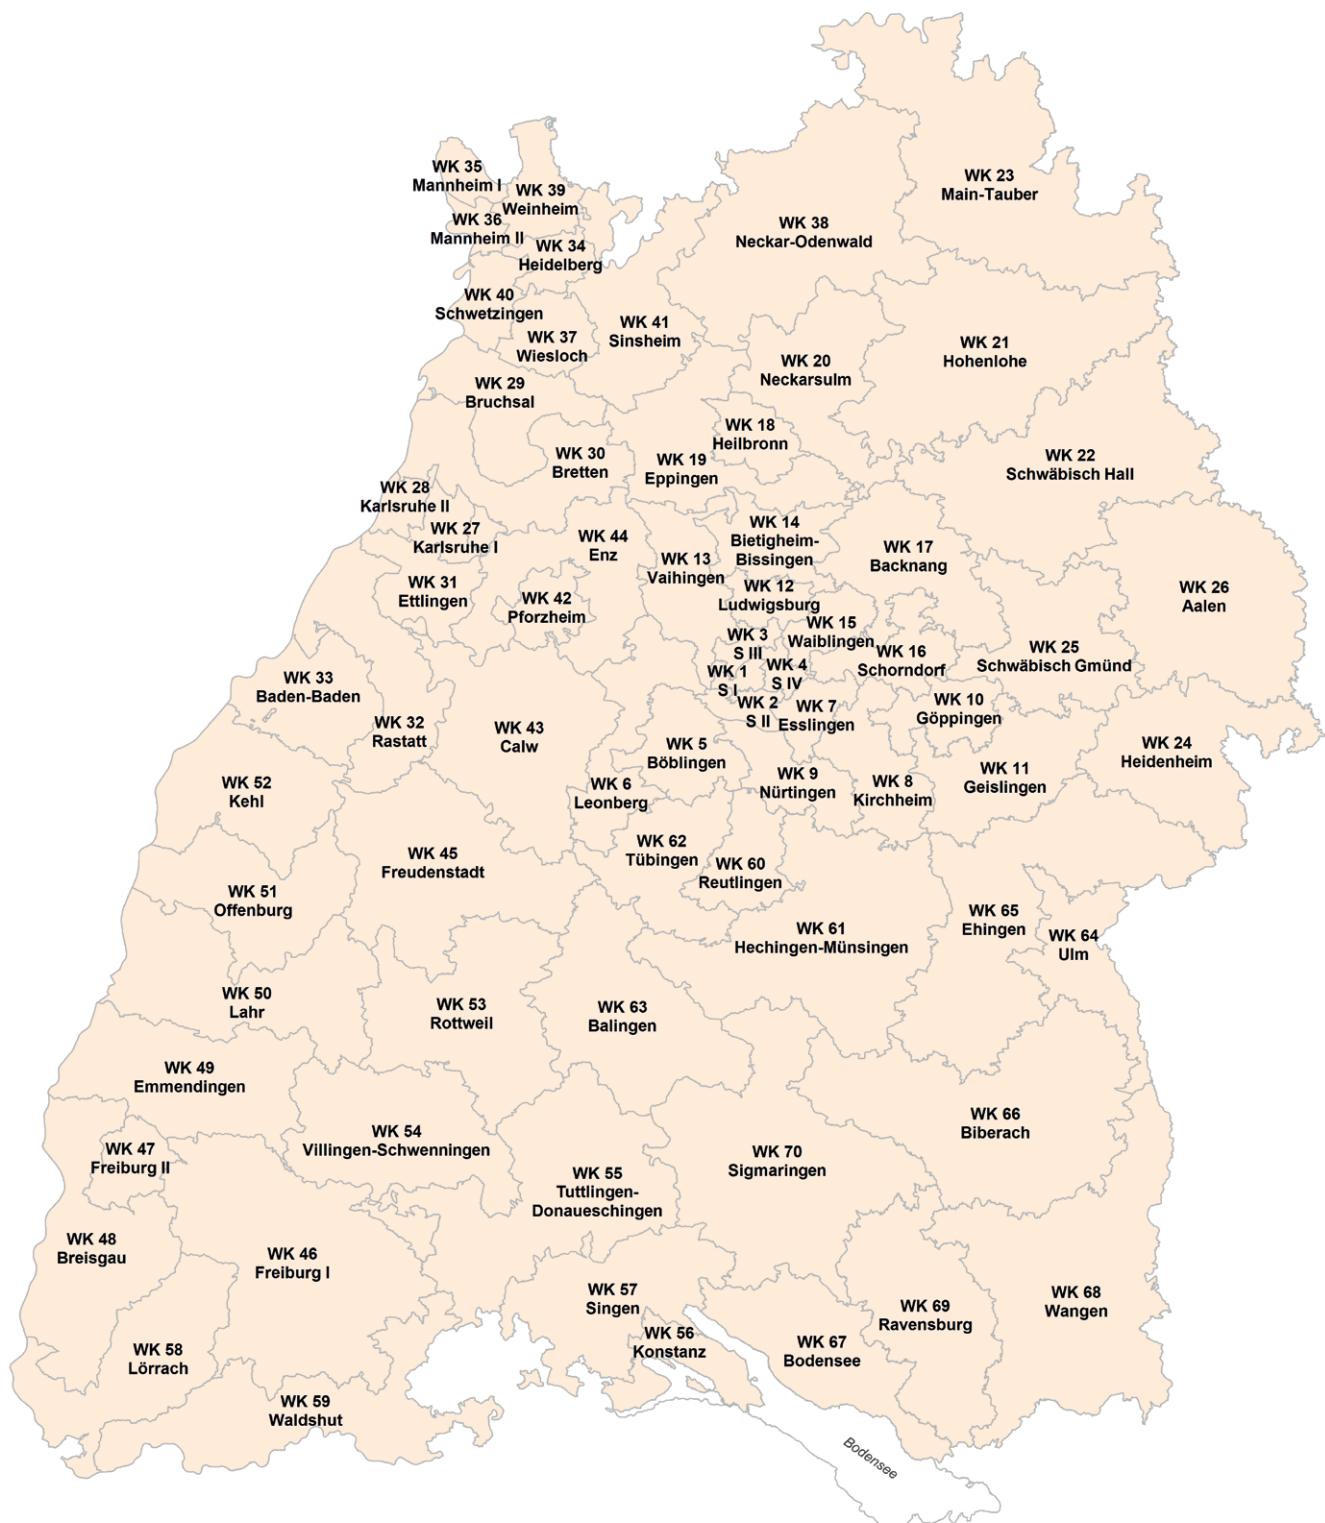 WK 35
Mannheim I
WK 39
Weinheim
WK 23
Main-Tauber
WK 36
Mannheim II
WK 38
Neckar-Odenwald
WK 34
Heidelberg
WK 40
Schwetzingen
WK 41
Sinsheim
WK 37
Wiesloch
WK 21
Hohenlohe
WK 20
Neckarsulm
WK 29
Bruchsal
WK 18
Heilbronn
WK 30
Bretten
WK 19
Eppingen
WK 22
Schwäbisch Hall
WK 28
Karlsruhe II
WK 27
Karlsruhe I
WK 44
Enz
WK 14
Bietigheim-
Bissingen
WK 13
Vaihingen
WK 17
Backnang
WK 31
Ettlingen
WK 42
Pforzheim
WK 12
Ludwigsburg
WK 26
Aalen
WK 15
Waiblingen
WK 3
S III
WK 16
Schorndorf
WK 25
Schwäbisch Gmünd
WK 1
S I
WK 4
S IV
WK 33
Baden-Baden
WK 2
S II
WK 7
Esslingen
WK 10
Göppingen
WK 32
Rastatt
WK 43
Calw
WK 5
Böblingen
WK 24
Heidenheim
WK 52
Kehl
WK 6
Leonberg
WK 9
Nürtingen
WK 8
Kirchheim
WK 11
Geislingen
WK 45
Freudenstadt
WK 62
Tübingen
WK 60
Reutlingen
WK 51
Offenburg
WK 61
Hechingen-Münsingen
WK 65
Ehingen
WK 64
Ulm
WK 50
Lahr
WK 53
Rottweil
WK 63
Balingen
WK 49
Emmendingen
WK 66
Biberach
WK 54
Villingen-Schwenningen
WK 47
Freiburg II
WK 70
Sigmaringen
WK 55
Tuttlingen-
Donaueschingen
WK 48
Breisgau
WK 46
Freiburg I
WK 57
Singen
WK 68
Wangen
WK 69
Ravensburg
WK 56
Konstanz
WK 67
Bodensee
WK 58
Lörrach
WK 59
Waldshut
Bodensee